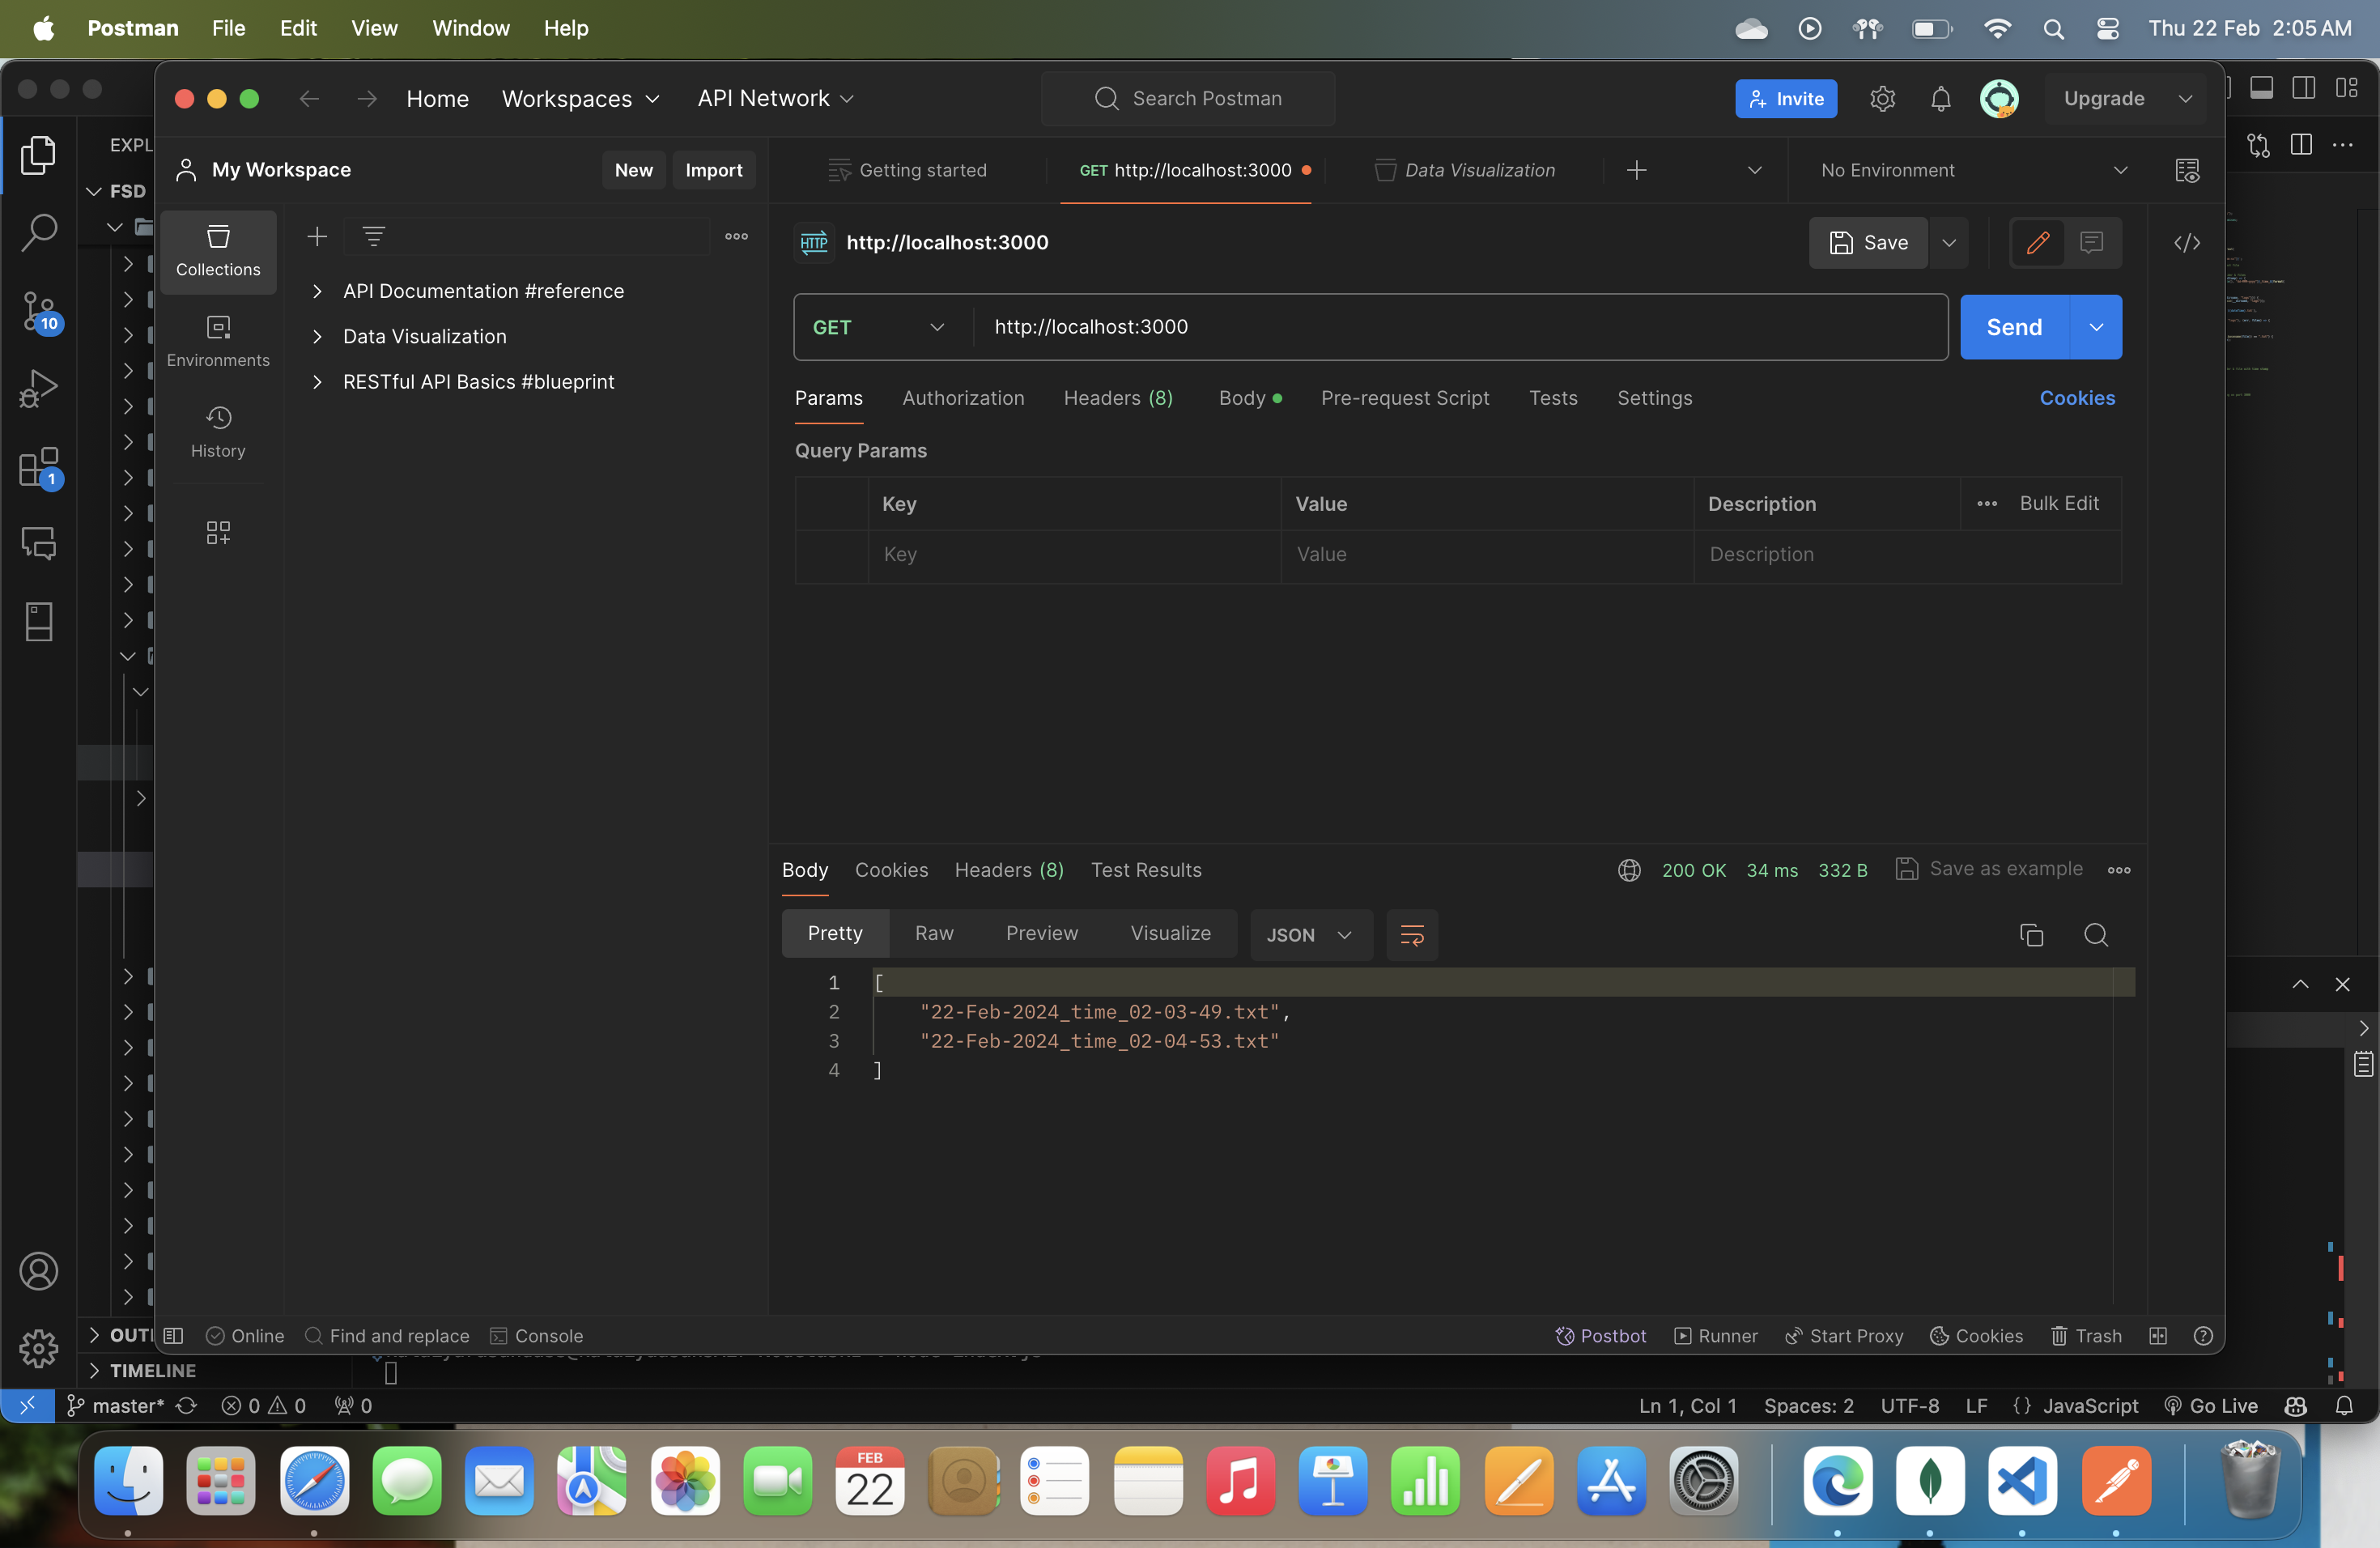 Postman File Edit View Window Help Thu 22 Feb 2:05 AM
Home Workspaces API Network Search Postman Invite Upgrade
EXPL My Workspace New Import Getting started GET http://localhost:3000 Data Visualization No Environment
FSD
Collections HTTP http://localhost:3000 Save
API Documentation #reference
10 Environments Data Visualization GET http://localhost:3000 Send
RESTful API Basics #blueprint Params Authorization Headers (8) Body Pre-request Script Tests Settings Cookies
History Query Params
1 Key Value Description Bulk Edit
Key Value Description
Body Cookies Headers (8) Test Results 200 OK 34 ms 332 B Save as example
Pretty Raw Preview Visualize JSON
1 [
2 "22-Feb-2024_time_02-03-49.txt",
3 "22-Feb-2024_time_02-04-53.txt"
4 ]
OUTL Online Find and replace Console Postbot Runner Start Proxy Cookies Trash
TIMELINE
master* 0 0 0 Ln 1, Col 1 Spaces: 2 UTF-8 LF {} JavaScript Go Live
FEB
22